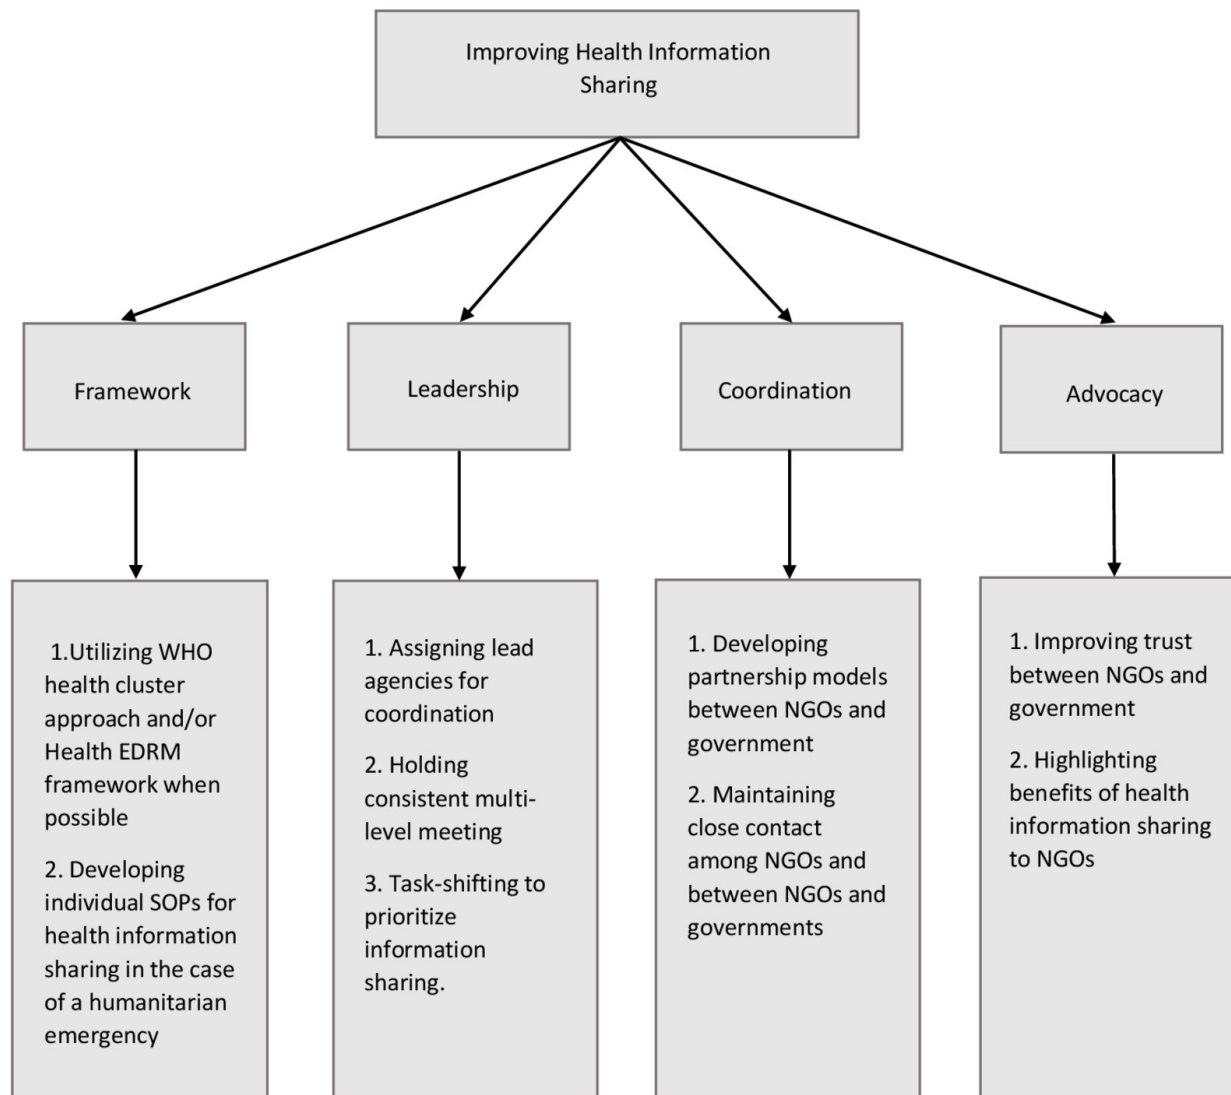 Improving Health Information
Sharing
Framework
Leadership
Coordination
Advocacy
1.Utilizing WHO
health cluster
approach and/or
Health EDRM
framework when
possible
2. Developing
individual SOPs for
health information
sharing in the case
of a humanitarian
emergency
1. Assigning lead
agencies for
coordination
2. Holding
consistent multi-
level meeting
3. Task-shifting to
prioritize
information
sharing.
1. Developing
partnership models
between NGOs and
government
2. Maintaining
close contact
among NGOs and
between NGOs and
governments
1. Improving trust
between NGOs and
government
2. Highlighting
benefits of health
information sharing
to NGOs